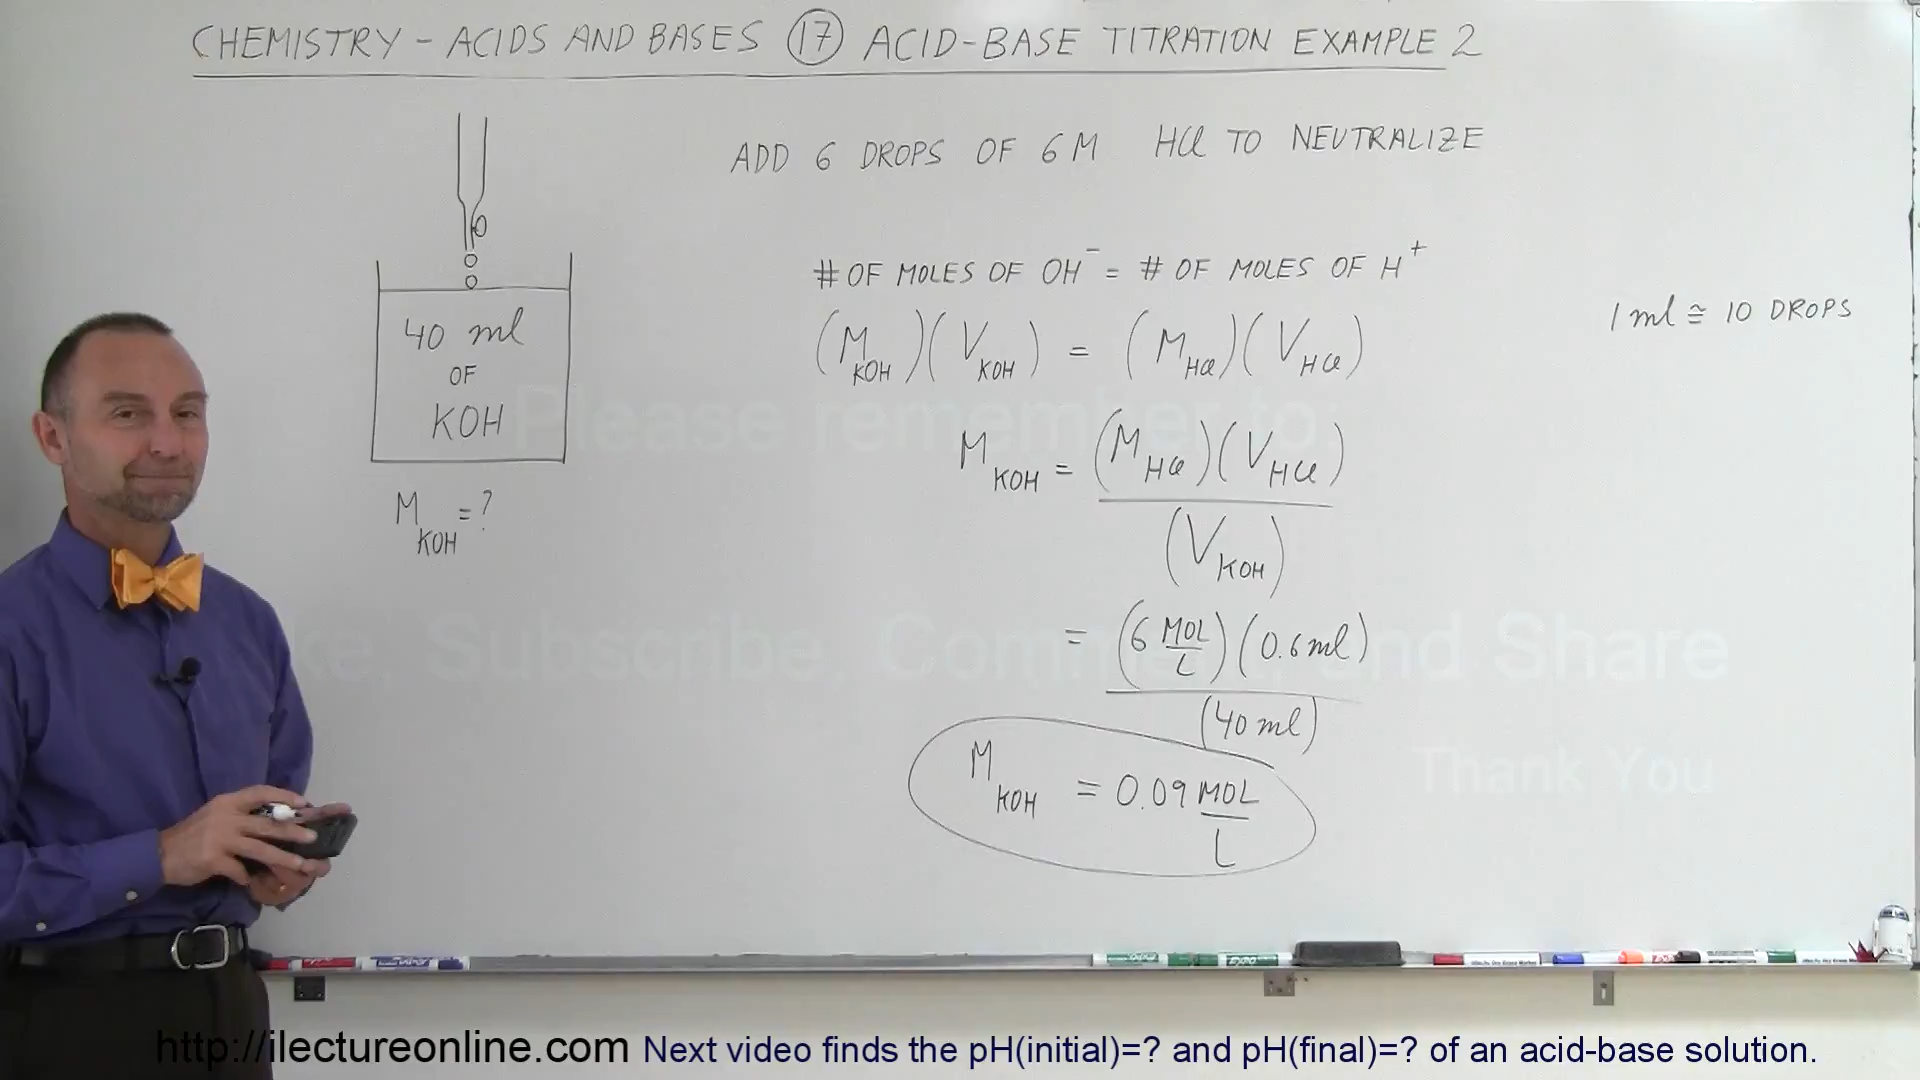 CHEMISTRY - ACIDS AND BASES 17 ACID-BASE TITRATION EXAMPLE 2
ADD 6 DROPS OF 6M HCl TO NEUTRALIZE
40 ml
OF
KOH
M KOH = ?
# OF MOLES OF OH⁻ = # OF MOLES OF H⁺
(M KOH)(V KOH) = (M HCl)(V HCl)
M KOH = (M HCl)(V HCl)
(V KOH)
= (6 MOL/L)(0.6 ml)
(40 ml)
M KOH = 0.09 MOL/L
1 ml ≅ 10 DROPS
Please remember to:
ke, Subscribe, Comment and Share
Thank You
http://ilectureonline.com Next video finds the pH(initial)=? and pH(final)=? of an acid-base solution.